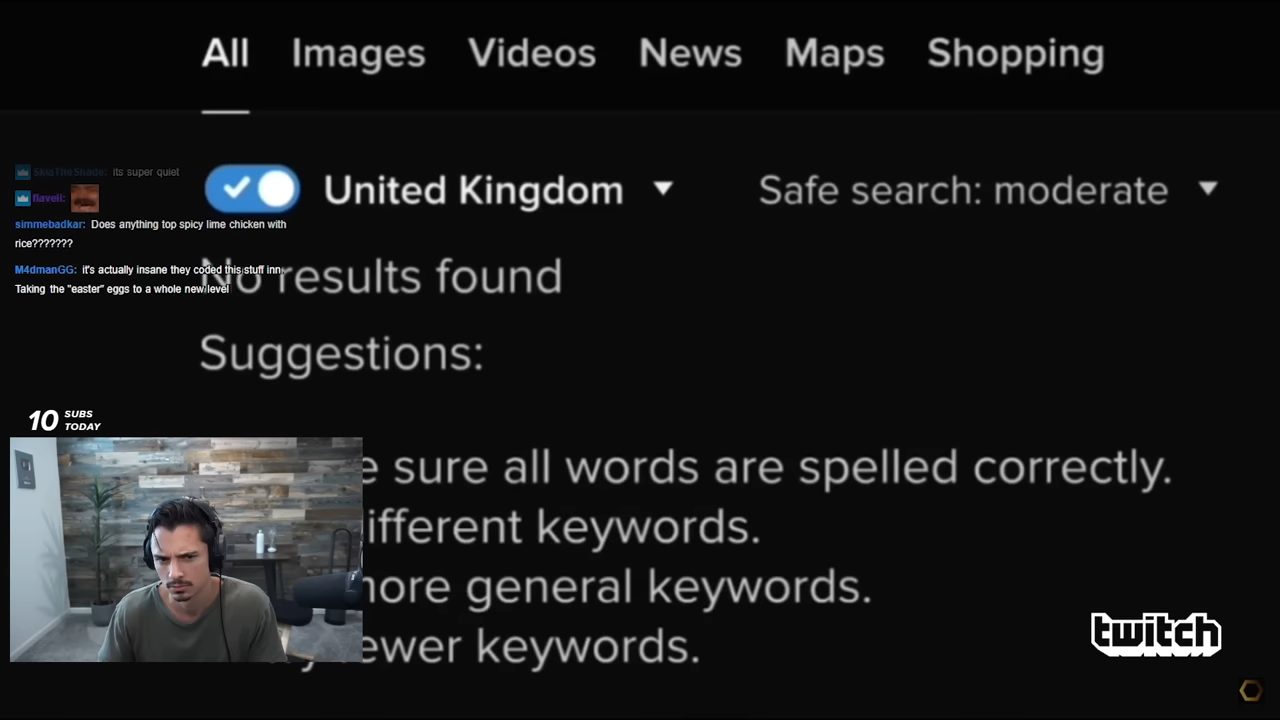 All Images Videos News Maps Shopping
United Kingdom Safe search: moderate
SkiaTheShade: its super quiet
flavell:
simmebadkar: Does anything top spicy lime chicken with
rice???????
M4dmanGG: it's actually insane they coded this stuff inn
Taking the "easter" eggs to a whole new level
No results found
Suggestions:
10 SUBS
TODAY
e sure all words are spelled correctly.
ifferent keywords.
more general keywords.
ewer keywords.
twitch